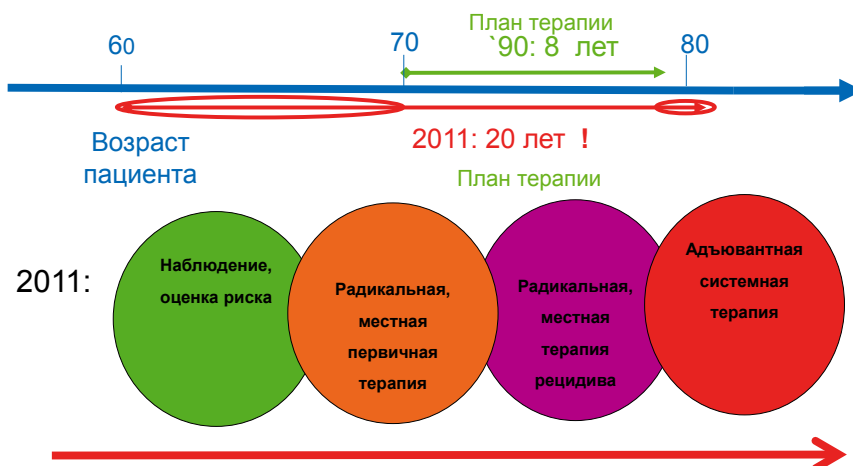 План терапии
`90: 8 лет
60
70
80
Возраст
пациента
2011: 20 лет !
План терапии
2011:
Наблюдение,
оценка риска
Радикальная,
местная
первичная
терапия
Радикальная,
местная
терапия
рецидива
Адъювантная
системная
терапия